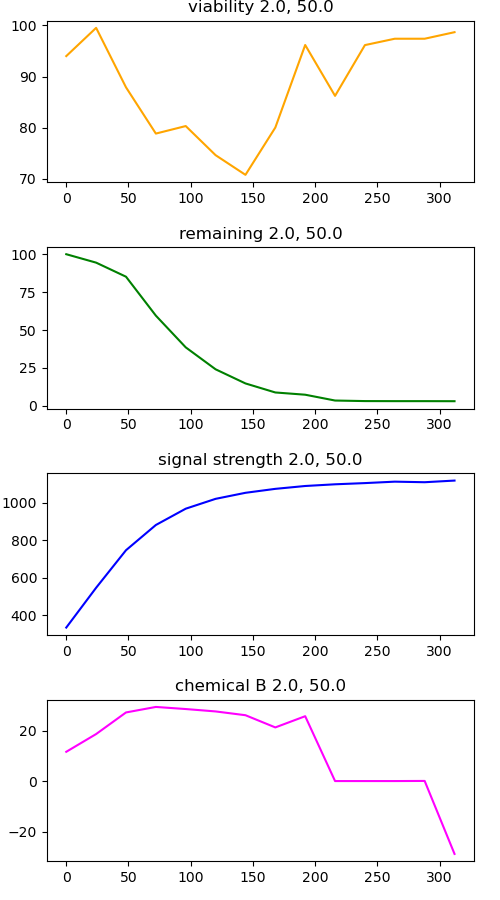 viability 2.0, 50.0
100
90
80
70
0 50 100 150 200 250 300
remaining 2.0, 50.0
100
75
50
25
0
0 50 100 150 200 250 300
signal strength 2.0, 50.0
1000
800
600
400
0 50 100 150 200 250 300
chemical B 2.0, 50.0
20
0
−20
0 50 100 150 200 250 300